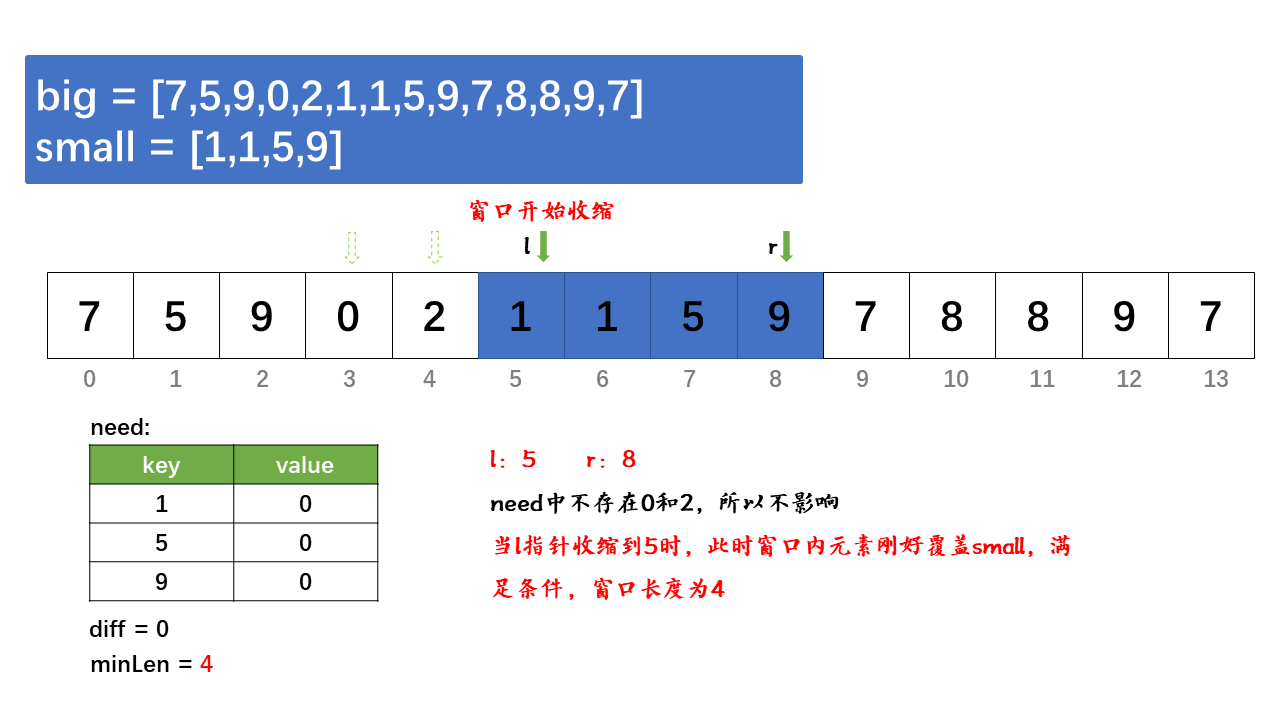 big = [7,5,9,0,2,1,1,5,9,7,8,8,9,7]
small = [1,1,5,9]
窗口开始收缩
l r
7 5 9 0 2 1 1 5 9 7 8 8 9 7
0 1 2 3 4 5 6 7 8 9 10 11 12 13
need:
key value
1 0
5 0
9 0
diff = 0
minLen = 4
l：5 r：8
need中不存在0和2，所以不影响
当l指针收缩到5时，此时窗口内元素刚好覆盖small，满
足条件，窗口长度为4